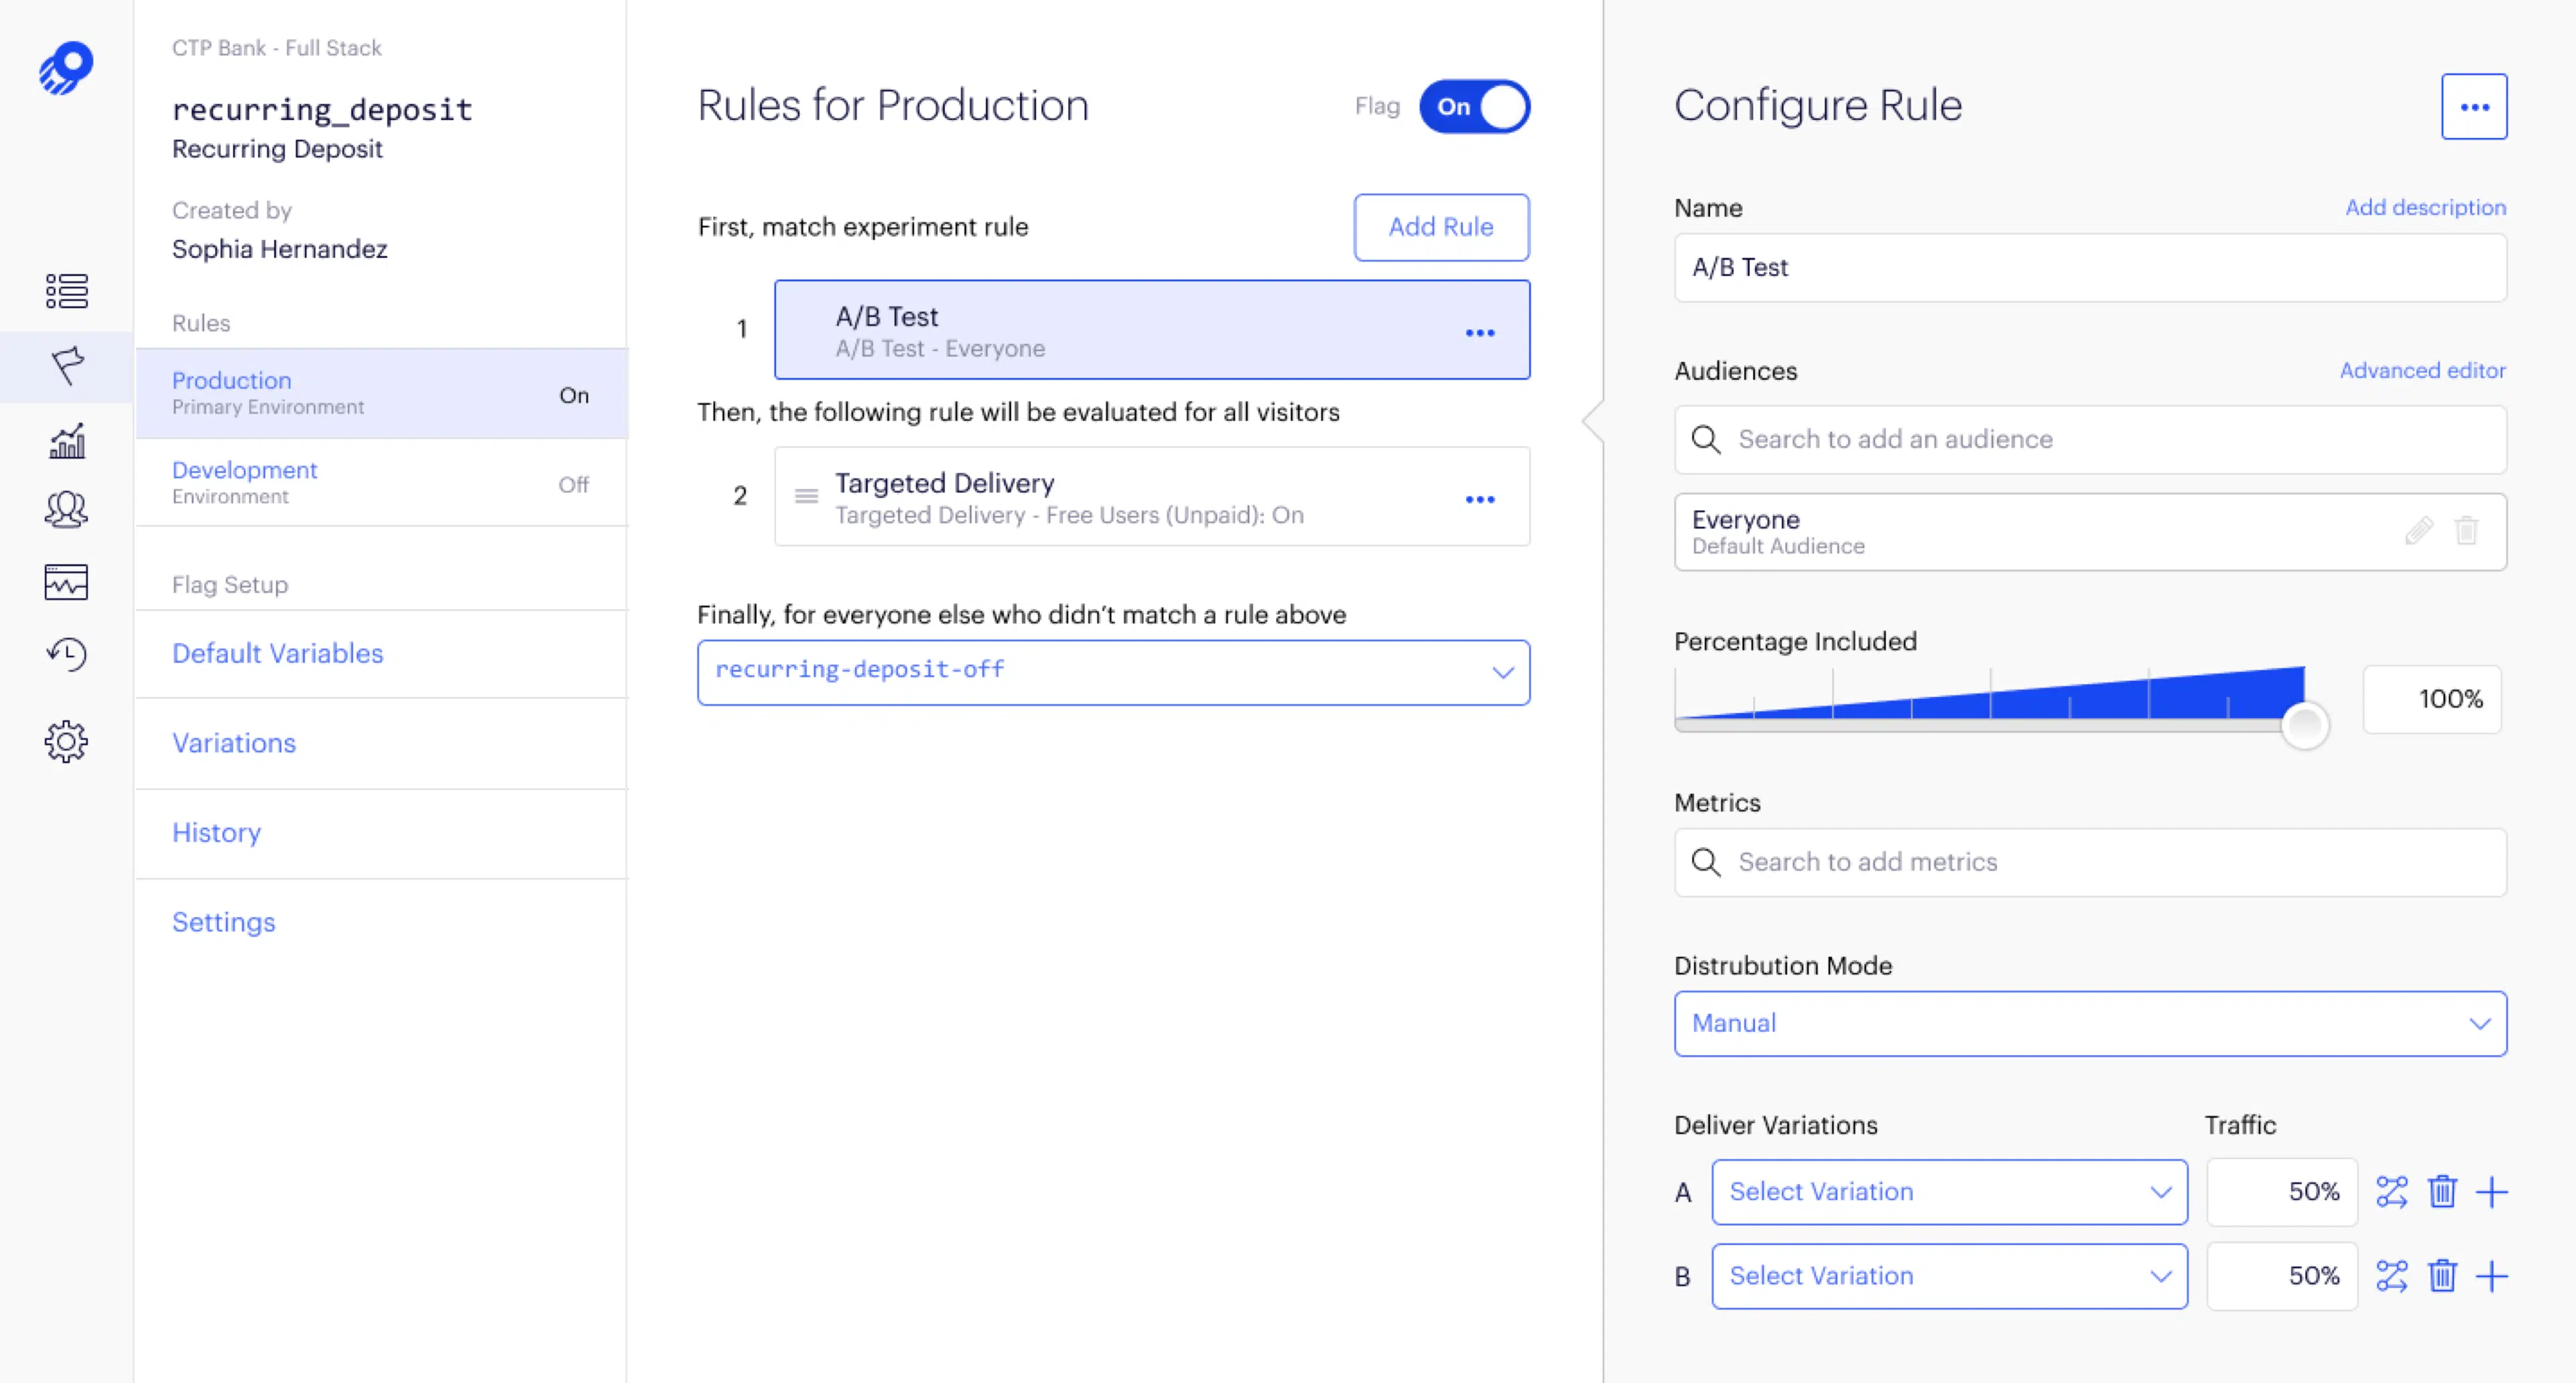 CTP Bank - Full Stack
recurring_deposit
Recurring Deposit
Created by
Sophia Hernandez
Rules
Production
Primary Environment
On
Development
Environment
Off
Flag Setup
Default Variables
Variations
History
Settings
Rules for Production
Flag
On
First, match experiment rule
Add Rule
1
A/B Test
A/B Test - Everyone
Then, the following rule will be evaluated for all visitors
2
Targeted Delivery
Targeted Delivery - Free Users (Unpaid): On
Finally, for everyone else who didn’t match a rule above
recurring-deposit-off
Configure Rule
Name
Add description
A/B Test
Audiences
Advanced editor
Search to add an audience
Everyone
Default Audience
Percentage Included
100%
Metrics
Search to add metrics
Distrubution Mode
Manual
Deliver Variations
Traffic
A
Select Variation
50%
B
Select Variation
50%